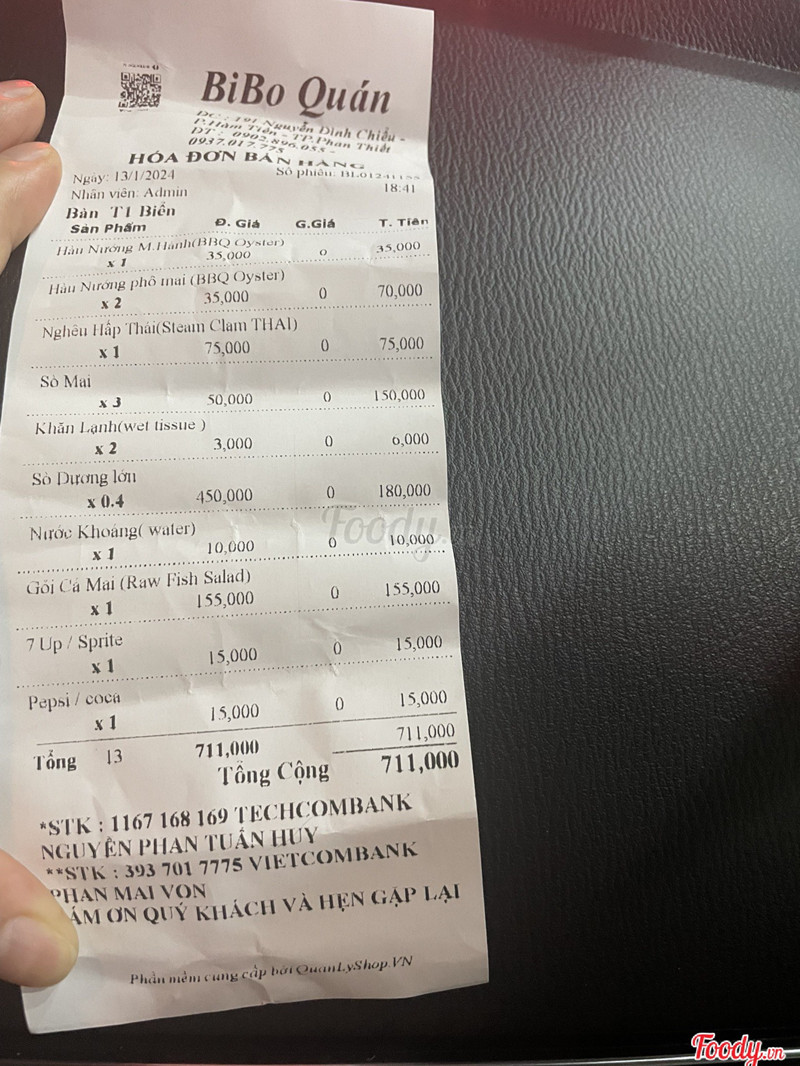 BiBo Quán
ĐC : 191 Nguyễn Đình Chiểu -
P.Hàm Tiến - TP.Phan Thiết
ĐT : 0902.896.055 -
0937.017.775
HÓA ĐƠN BÁN HÀNG
Ngày: 13/1/2024 Số phiếu:
Nhân viên: Admin 18:41
Bàn T1 Biển
Sản Phẩm Đ. Giá G.Giá T. Tiền
Hàu Nướng M.Hành(BBQ Oyster)
x 1 35,000 0 35,000
Hàu Nướng phô mai (BBQ Oyster)
x 2 35,000 0 70,000
Nghêu Hấp Thái(Steam Clam THAI)
x 1 75,000 0 75,000
Sò Mai
x 3 50,000 0 150,000
Khăn Lạnh(wet tissue )
x 2 3,000 0 6,000
Sò Dương lớn
x 0.4 450,000 0 180,000
Nước Khoáng( water)
x 1 10,000 0 10,000
Gỏi Cá Mai (Raw Fish Salad)
x 1 155,000 0 155,000
7 Up / Sprite
x 1 15,000 0 15,000
Pepsi / coca
x 1 15,000 0 15,000
Tổng 13 711,000 711,000
Tổng Cộng 711,000
*STK : 1167 168 169 TECHCOMBANK
NGUYỄN PHAN TUẤN HUY
**STK : 393 701 7775 VIETCOMBANK
PHAN MAI VON
ÁM ƠN QUÝ KHÁCH VÀ HẸN GẶP LẠI
Phần mềm cung cấp bởi QuanLyShop.VN
Foody.vn
Foody.vn